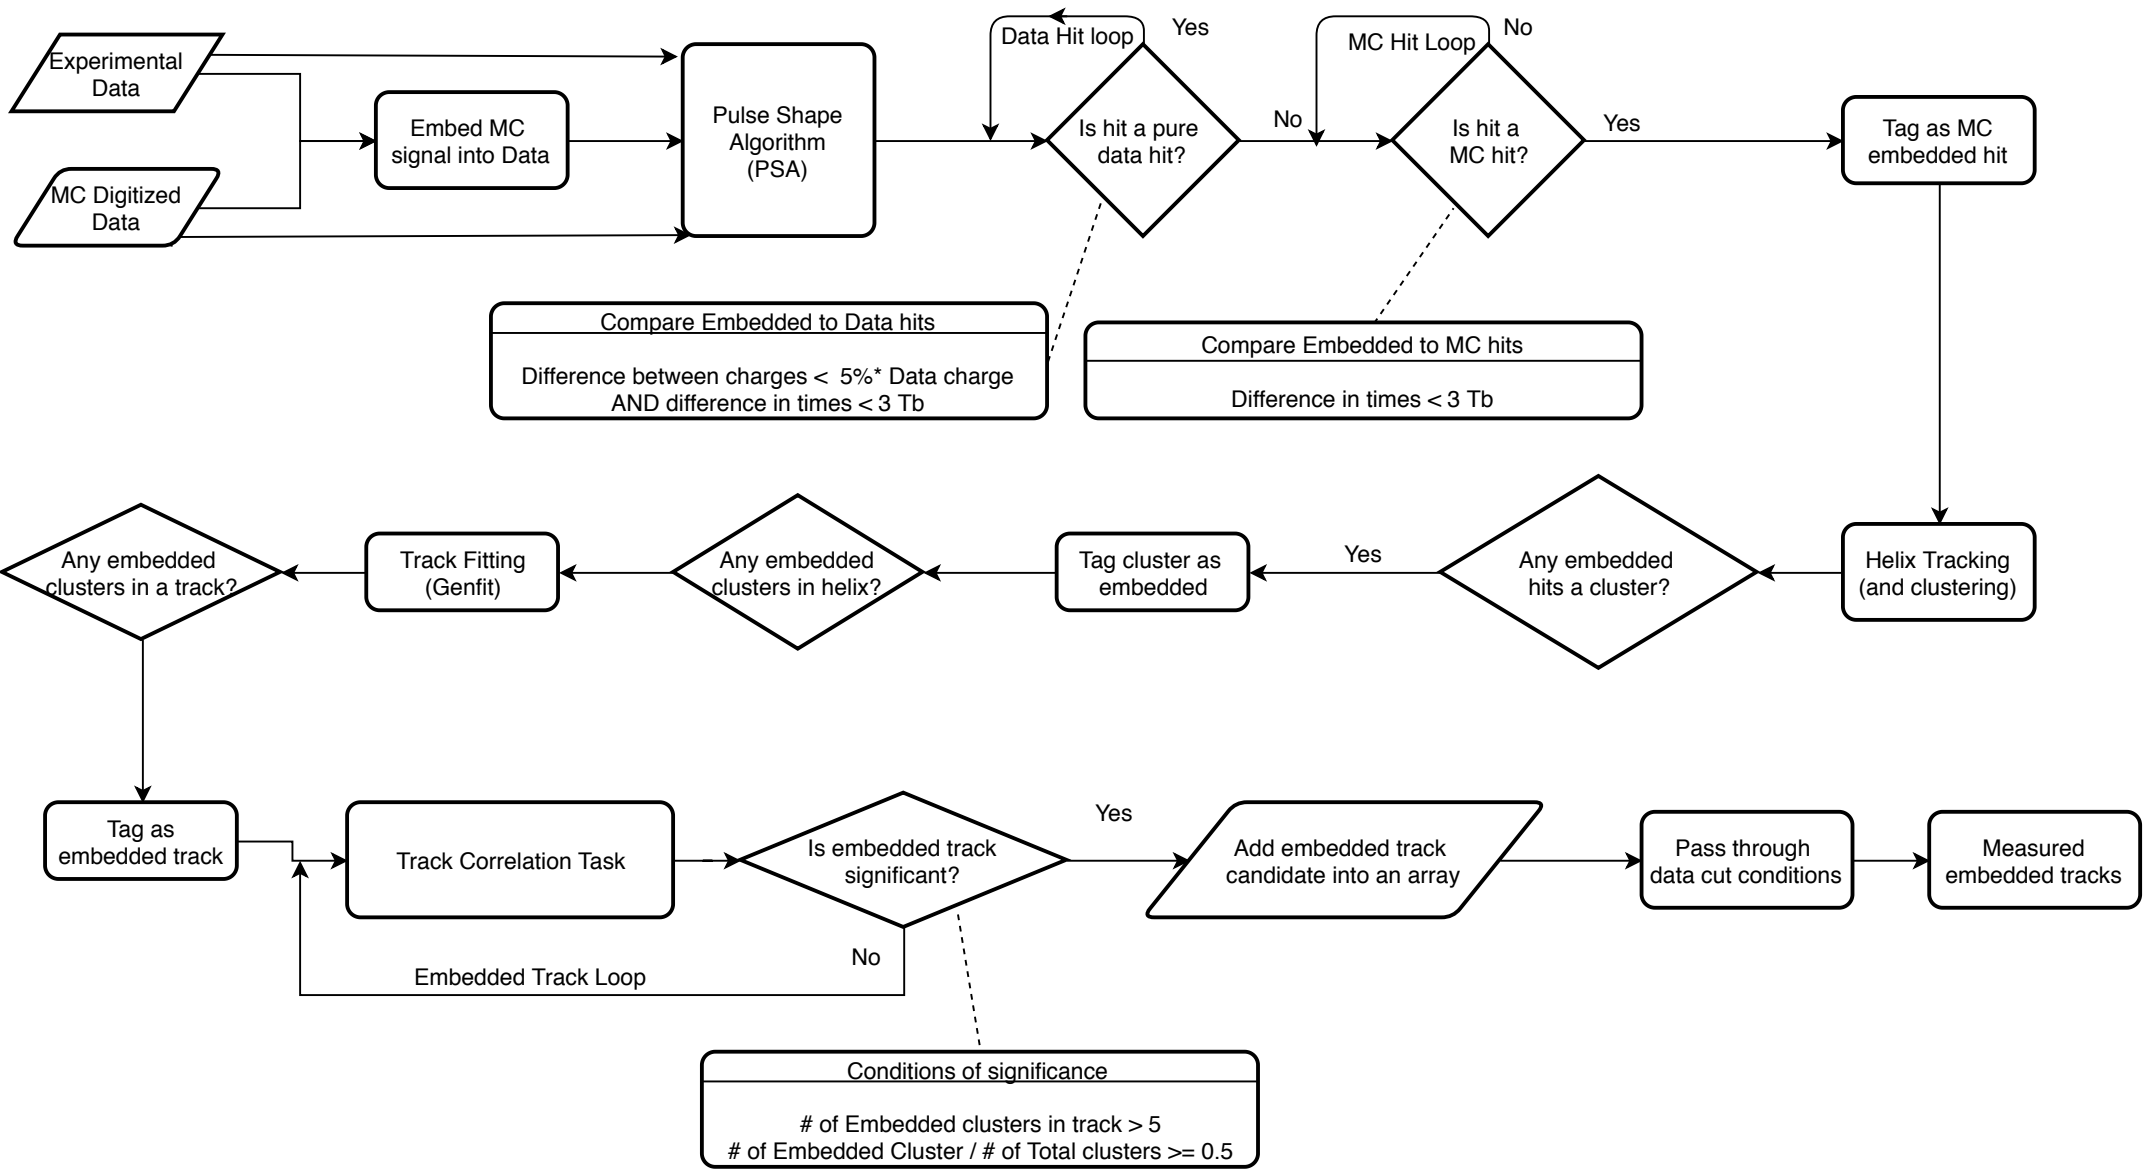 Experimental
Data
MC Digitized
Data
Embed MC
signal into Data
Pulse Shape
Algorithm
(PSA)
Data Hit loop
Yes
Is hit a pure
data hit?
No
MC Hit Loop
No
Is hit a
MC hit?
Yes
Tag as MC
embedded hit
Compare Embedded to Data hits
Difference between charges < 5%* Data charge
AND difference in times < 3 Tb
Compare Embedded to MC hits
Difference in times < 3 Tb
Helix Tracking
(and clustering)
Any embedded
hits a cluster?
Yes
Tag cluster as
embedded
Any embedded
clusters in helix?
Track Fitting
(Genfit)
Any embedded
clusters in a track?
Tag as
embedded track
Track Correlation Task
Is embedded track
significant?
Yes
No
Embedded Track Loop
Add embedded track
candidate into an array
Pass through
data cut conditions
Measured
embedded tracks
Conditions of significance
# of Embedded clusters in track > 5
# of Embedded Cluster / # of Total clusters >= 0.5